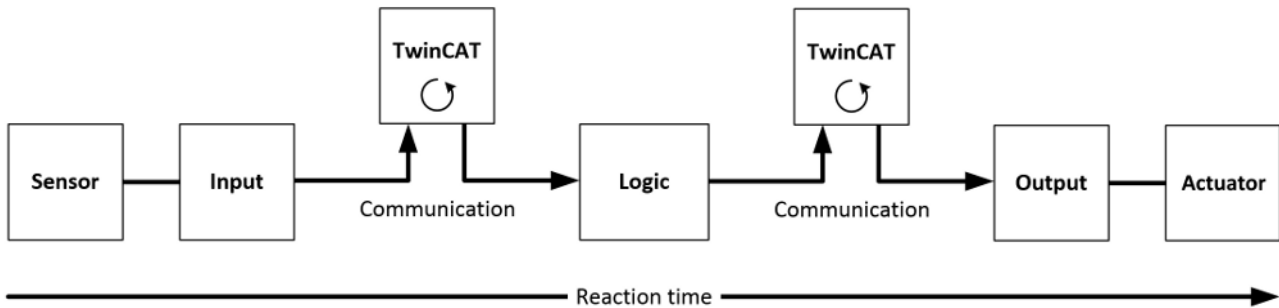 TwinCAT
TwinCAT
Sensor
Input
Logic
Output
Actuator
Communication
Communication
Reaction time